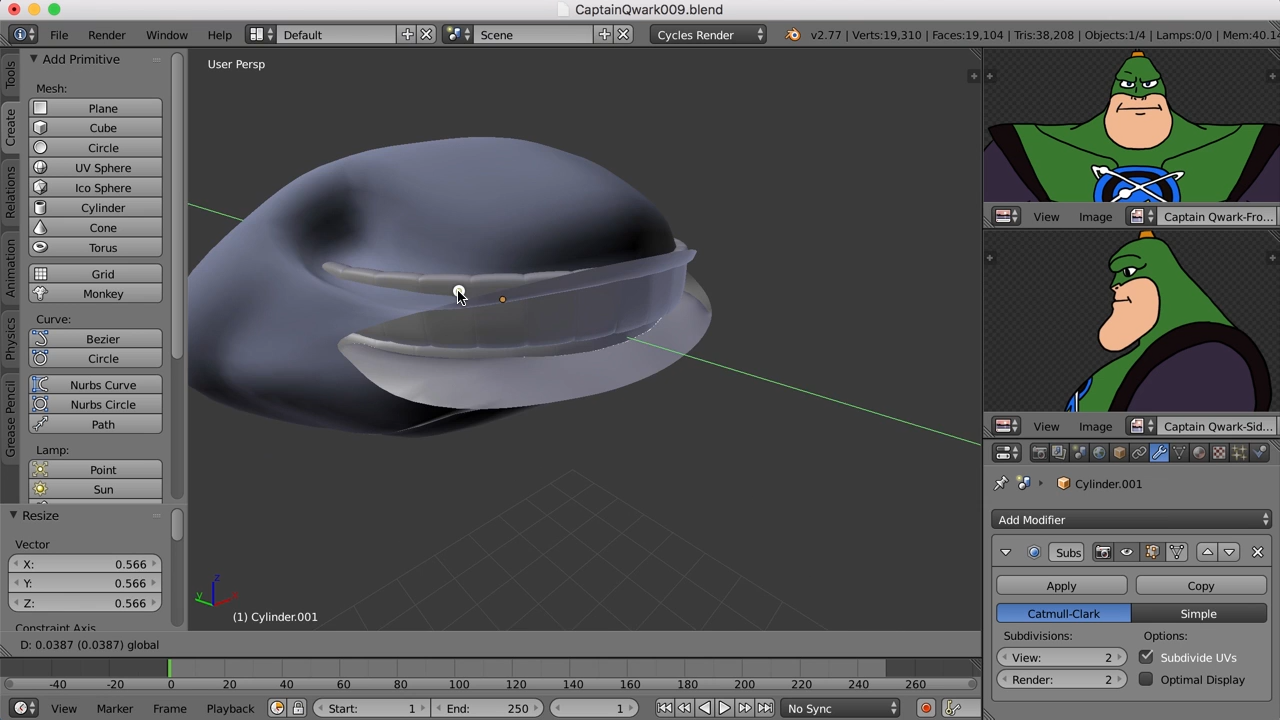 CaptainQwark009.blend
File Render Window Help Default Scene Cycles Render v2.77 | Verts:19,310 | Faces:19,104 | Tris:38,208 | Objects:1/4 | Lamps:0/0 | Mem:40.14
Tools
Create
Relations
Animation
Physics
Grease Pencil
Add Primitive
Mesh:
Plane
Cube
Circle
UV Sphere
Ico Sphere
Cylinder
Cone
Torus
Grid
Monkey
Curve:
Bezier
Circle
Nurbs Curve
Nurbs Circle
Path
Lamp:
Point
Sun
Resize
Vector
X: 0.566
Y: 0.566
Z: 0.566
Constraint Axis
User Persp
z
y
x
(1) Cylinder.001
D: 0.0387 (0.0387) global
-40 -20 0 20 40 60 80 100 120 140 160 180 200 220 240 260
View Marker Frame Playback Start: 1 End: 250 1 No Sync
View Image Captain Qwark-Fro...
View Image Captain Qwark-Sid...
Cylinder.001
Add Modifier
Subs
Apply Copy
Catmull-Clark Simple
Subdivisions: Options:
View: 2 Subdivide UVs
Render: 2 Optimal Display